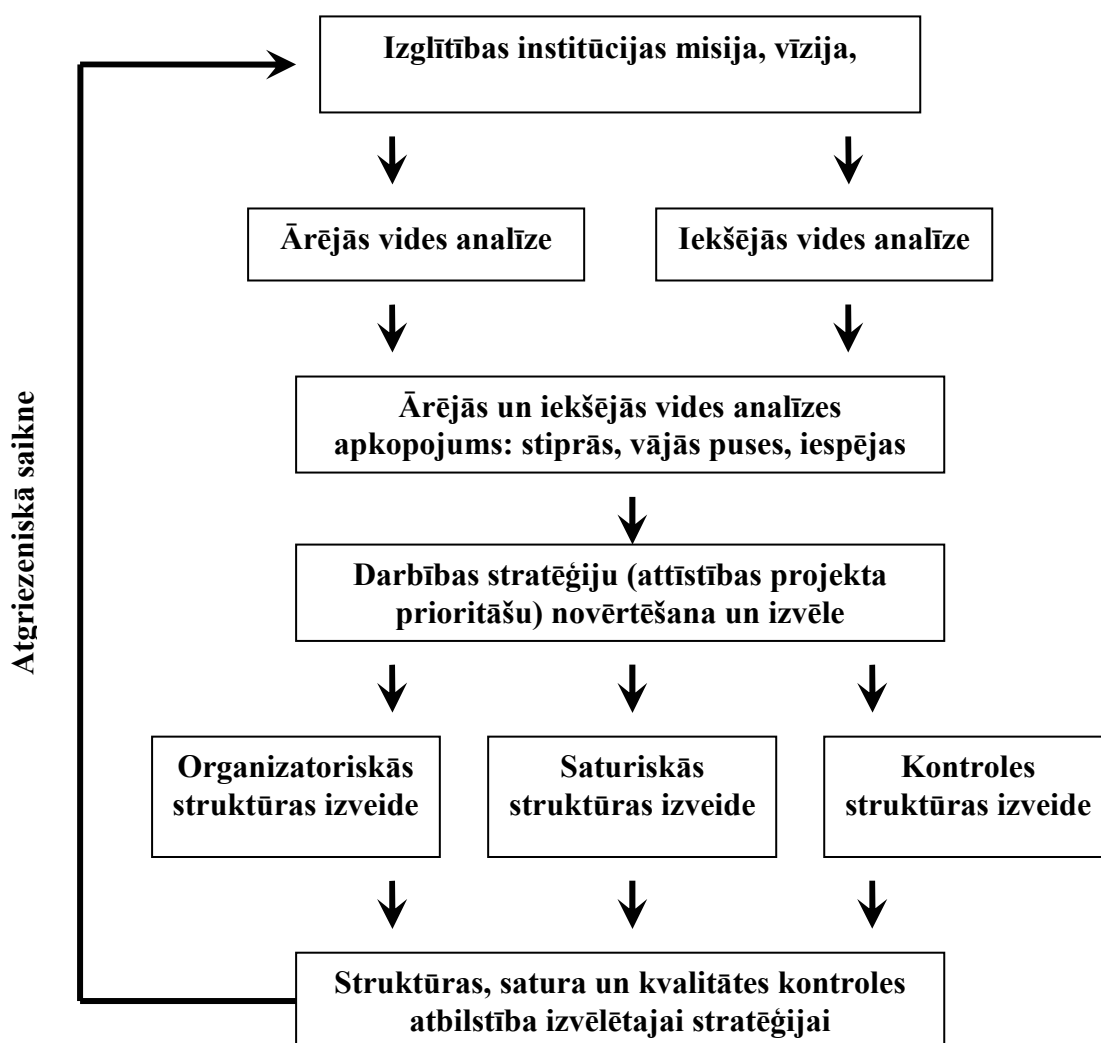 Izglītības institūcijas misija, vīzija,
Ārējās vides analīze
Iekšējās vides analīze
Ārējās un iekšējās vides analīzes
apkopojums: stiprās, vājās puses, iespējas
Darbības stratēģiju (attīstības projekta
prioritāšu) novērtēšana un izvēle
Organizatoriskās
struktūras izveide
Saturiskās
struktūras izveide
Kontroles
struktūras izveide
Struktūras, satura un kvalitātes kontroles
atbilstība izvēlētajai stratēģijai
Atgriezeniskā saikne